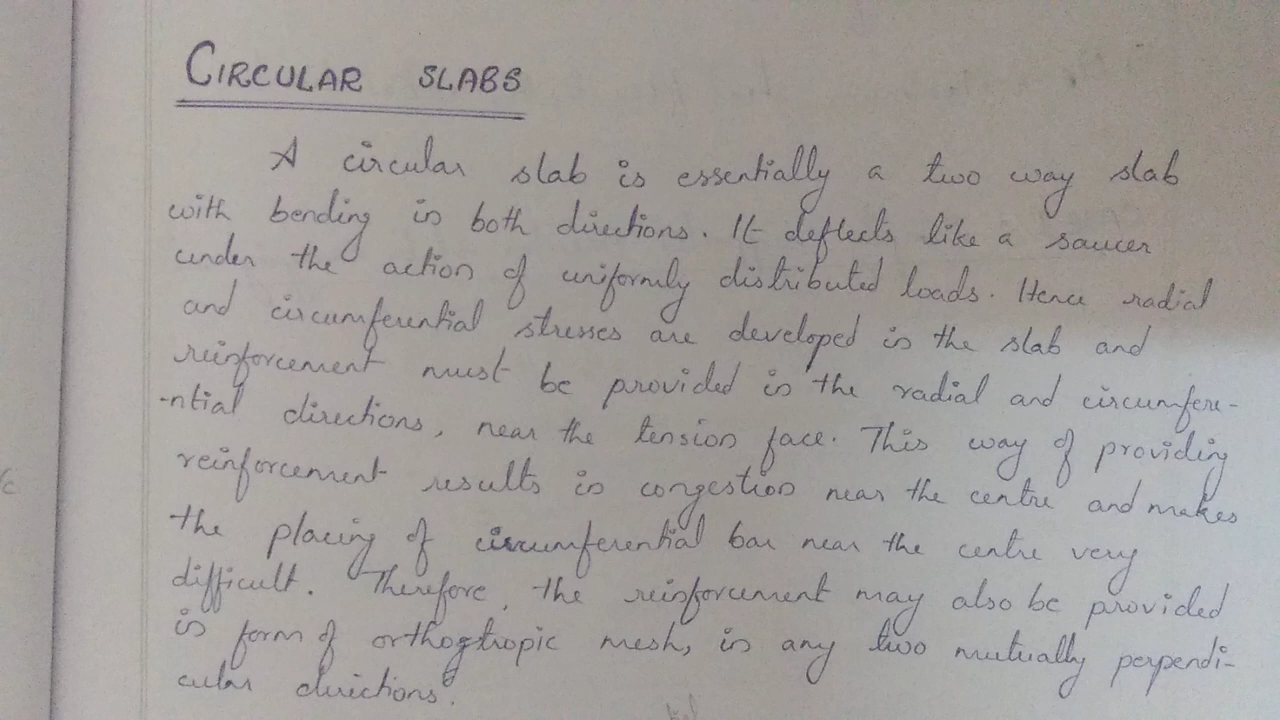 CIRCULAR SLABS
A circular slab is essentially a two way slab
with bending in both directions. It deflects like a saucer
under the action of uniformly distributed loads. Hence radial
and circumferential stresses are developed in the slab and
reinforcement must be provided in the radial and circumfere-
-ntial directions, near the tension face. This way of providing
reinforcement results in congestion near the centre and makes
the placing of circumferential bar near the centre very
difficult. Therefore, the reinforcement may also be provided
in form of orthogtropic mesh, in any two mutually perpendi-
cular directions.